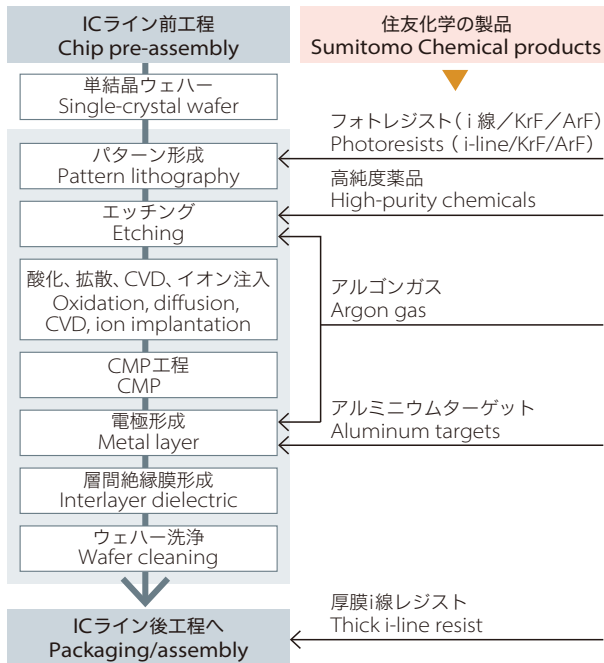 ICライン前工程
Chip pre-assembly
住友化学の製品
Sumitomo Chemical products
単結晶ウェハー
Single-crystal wafer
フォトレジスト(i線/KrF/ArF)
Photoresists (i-line/KrF/ArF)
パターン形成
Pattern lithography
高純度薬品
High-purity chemicals
エッチング
Etching
酸化、拡散、CVD、イオン注入
Oxidation, diffusion,
CVD, ion implantation
アルゴンガス
Argon gas
CMP工程
CMP
電極形成
Metal layer
アルミニウムターゲット
Aluminum targets
層間絶縁膜形成
Interlayer dielectric
ウェハー洗浄
Wafer cleaning
ICライン後工程へ
Packaging/assembly
厚膜i線レジスト
Thick i-line resist